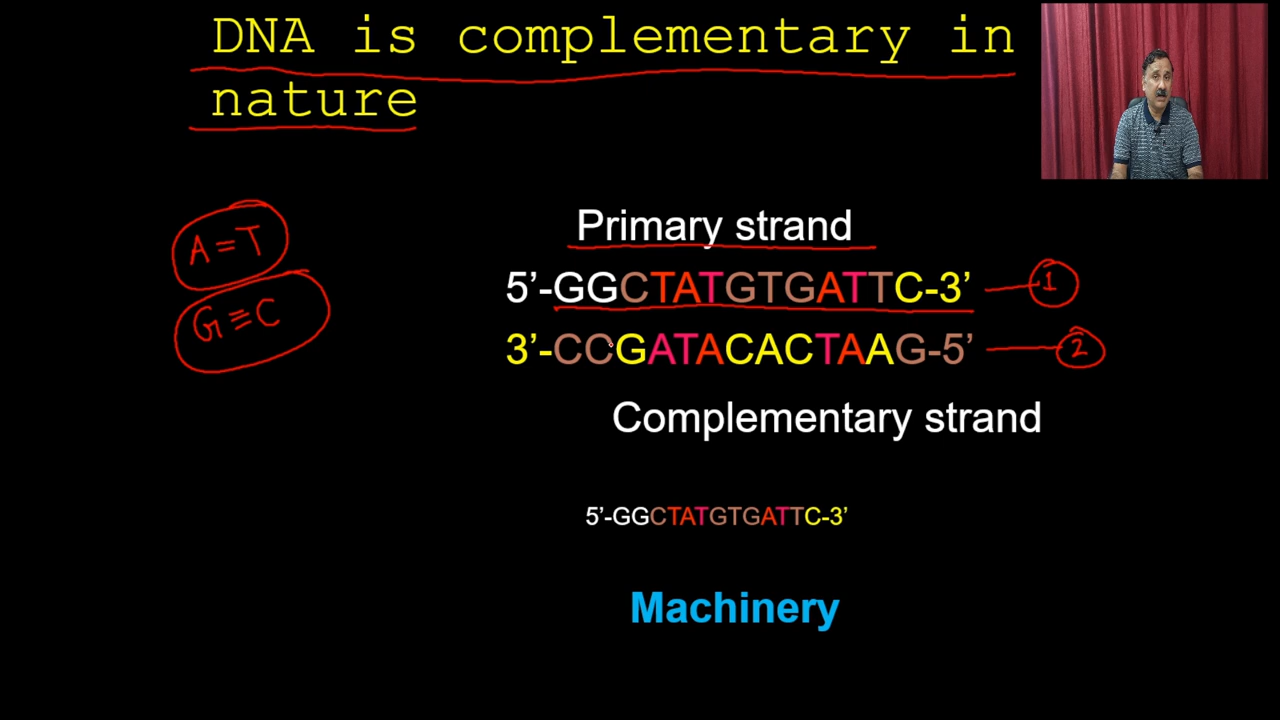 DNA is complementary in
nature
A=T
G≡C
Primary strand
5’-GGCTATGTGATTC-3’ 1
3’-CCGATACACTAAG-5’ 2
Complementary strand
5’-GGCTATGTGATTC-3’
Machinery